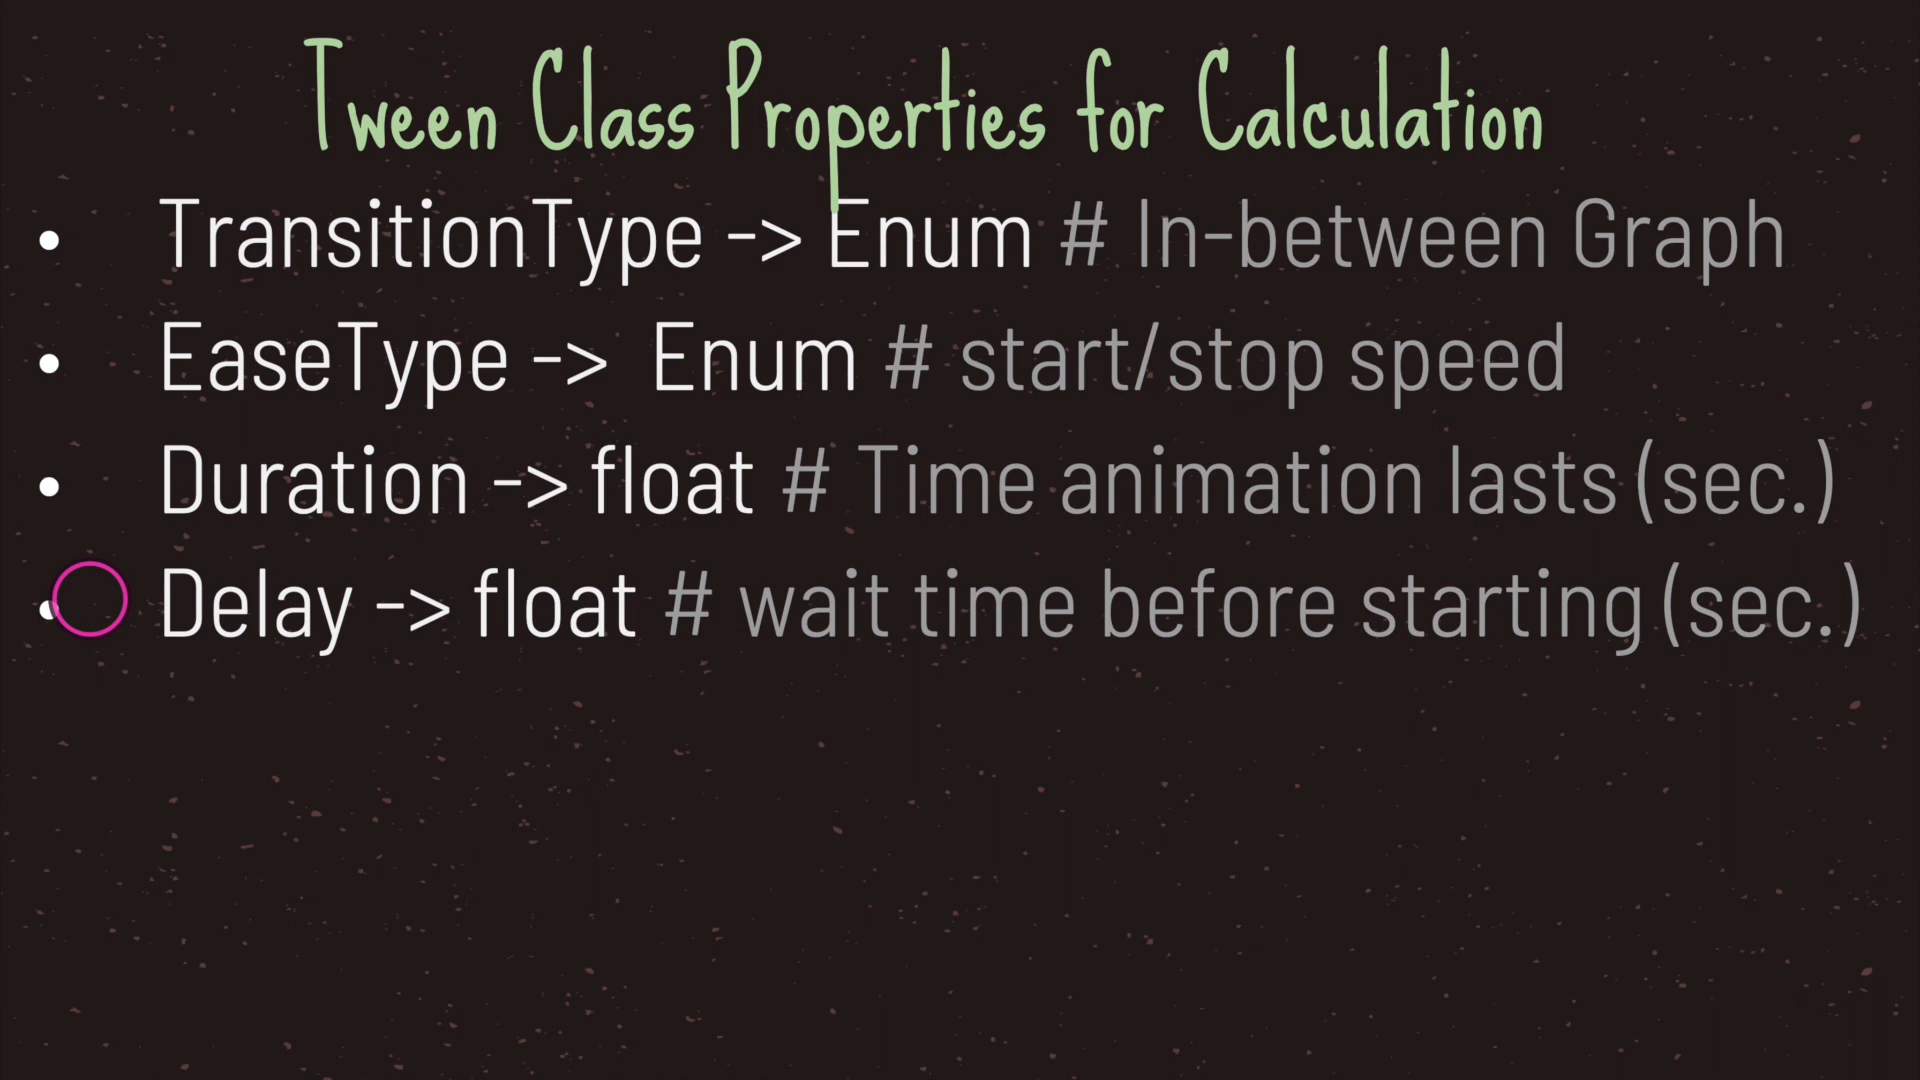 Tween Class Properties for Calculation
• TransitionType -> Enum # In-between Graph
• EaseType -> Enum # start/stop speed
• Duration -> float # Time animation lasts (sec.)
• Delay -> float # wait time before starting (sec.)